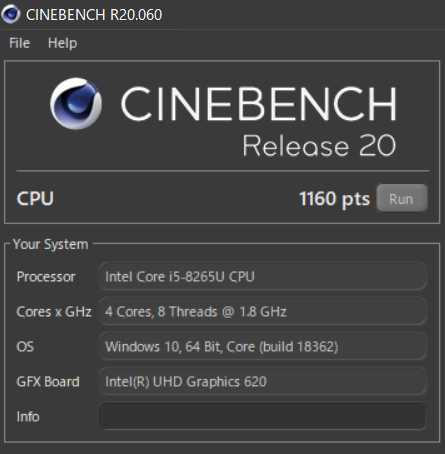 CINEBENCH R20.060
File Help
CINEBENCH
Release 20
CPU 1160 pts Run
Your System
Processor Intel Core i5-8265U CPU
Cores x GHz 4 Cores, 8 Threads @ 1.8 GHz
OS Windows 10, 64 Bit, Core (build 18362)
GFX Board Intel(R) UHD Graphics 620
Info